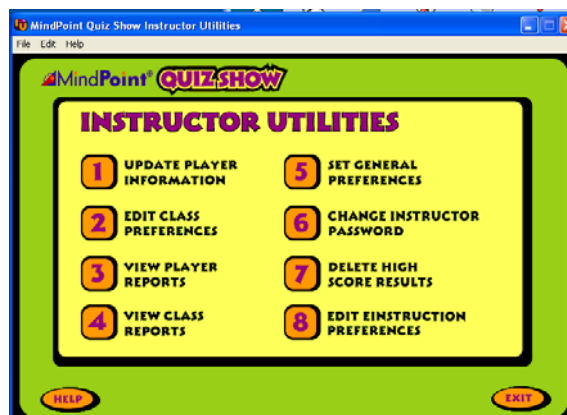 MindPoint Quiz Show Instructor Utilities
File Edit Help
MindPoint® QUIZ SHOW
INSTRUCTOR UTILITIES
1 UPDATE PLAYER
INFORMATION
2 EDIT CLASS
PREFERENCES
3 VIEW PLAYER
REPORTS
4 VIEW CLASS
REPORTS
5 SET GENERAL
PREFERENCES
6 CHANGE INSTRUCTOR
PASSWORD
7 DELETE HIGH
SCORE RESULTS
8 EDIT EINSTRUCTION
PREFERENCES
HELP
EXIT